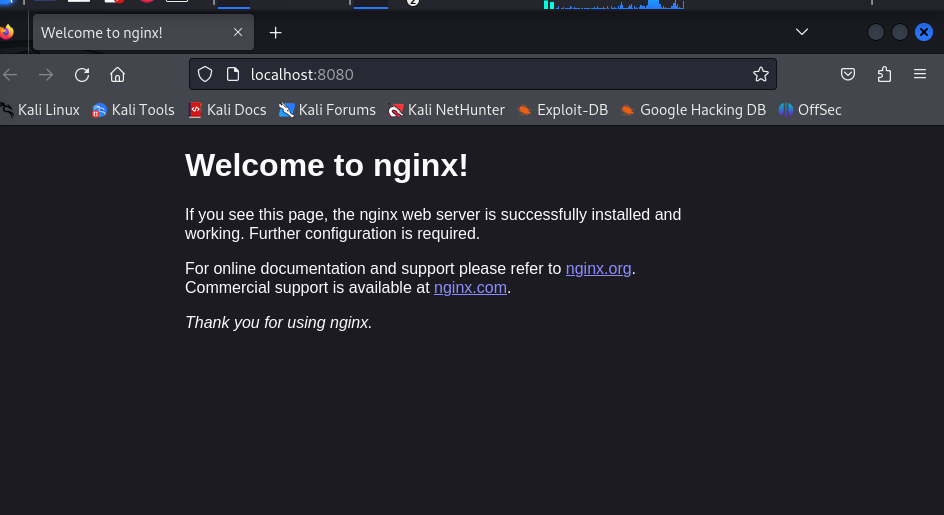 2
Welcome to nginx!
localhost:8080
Kali Linux Kali Tools Kali Docs Kali Forums Kali NetHunter Exploit-DB Google Hacking DB OffSec
Welcome to nginx!
If you see this page, the nginx web server is successfully installed and
working. Further configuration is required.
For online documentation and support please refer to nginx.org.
Commercial support is available at nginx.com.
Thank you for using nginx.